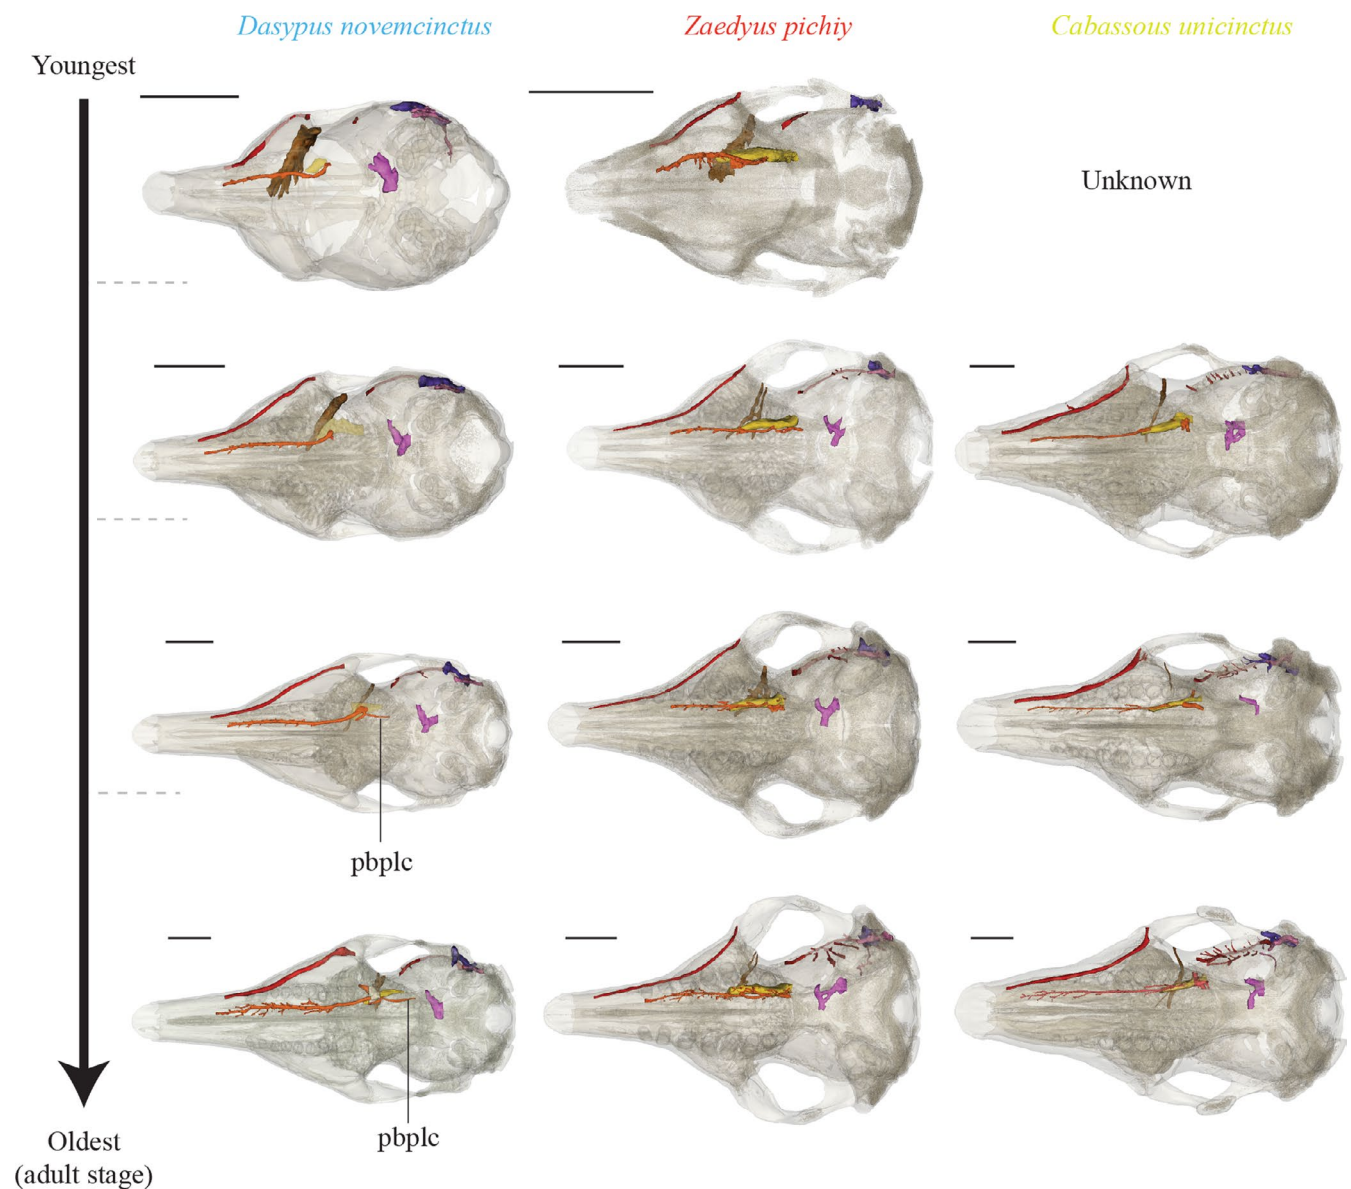 Dasypus novemcinctus
Zaedyus pichiy
Cabassous unicinctus
Youngest
Unknown
pbplc
pbplc
Oldest
(adult stage)